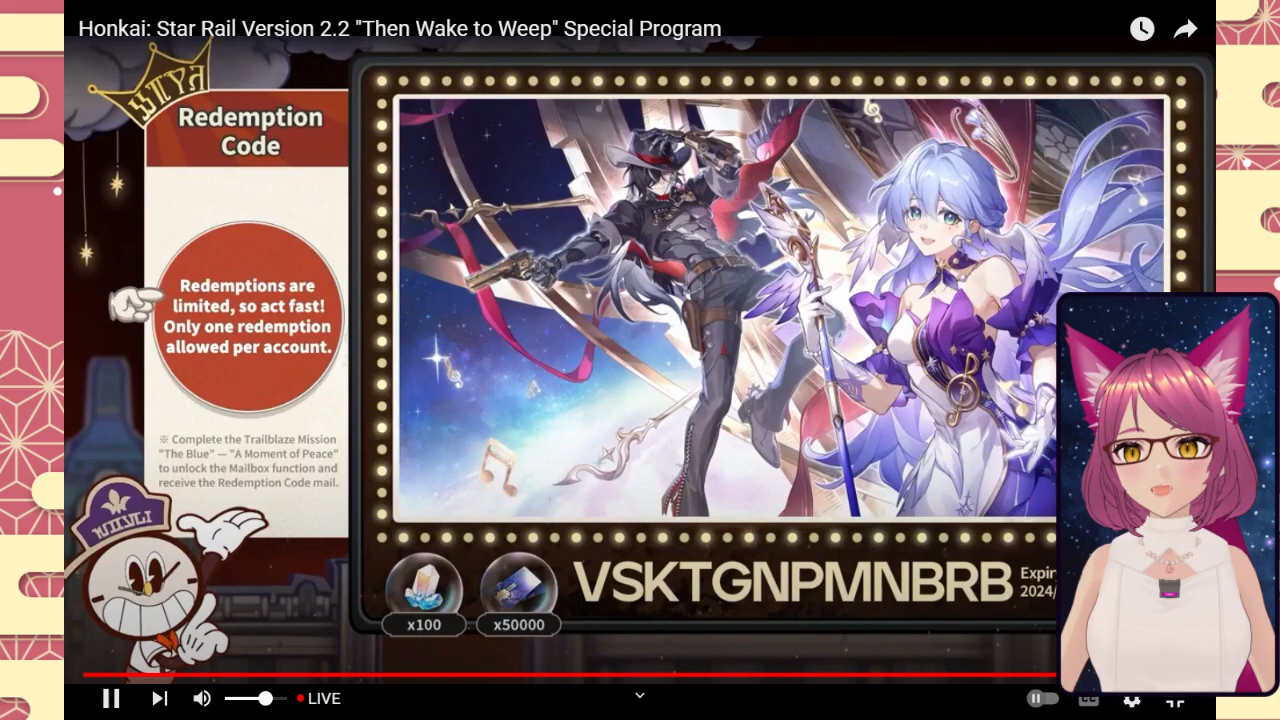 Honkai: Star Rail Version 2.2 "Then Wake to Weep" Special Program
Redemption
Code
Redemptions are
limited, so act fast!
Only one redemption
allowed per account.
※ Complete the Trailblaze Mission
"The Blue" — "A Moment of Peace"
to unlock the Mailbox function and
receive the Redemption Code mail.
x100
x50000
VSKTGNPMNBRB
2024/
LIVE